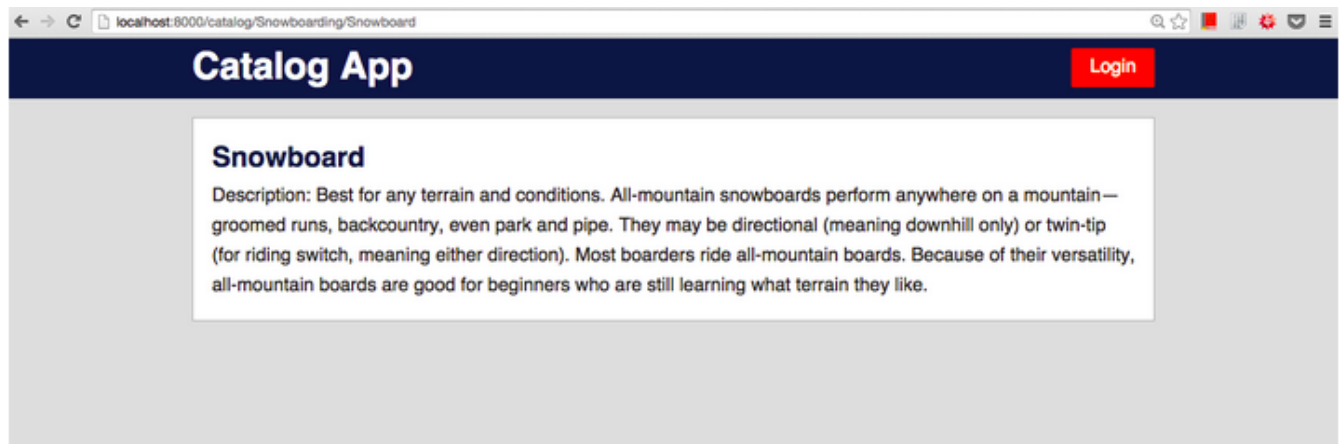 localhost:8000/catalog/Snowboarding/Snowboard
Catalog App
Login
Snowboard
Description: Best for any terrain and conditions. All-mountain snowboards perform anywhere on a mountain—
groomed runs, backcountry, even park and pipe. They may be directional (meaning downhill only) or twin-tip
(for riding switch, meaning either direction). Most boarders ride all-mountain boards. Because of their versatility,
all-mountain boards are good for beginners who are still learning what terrain they like.